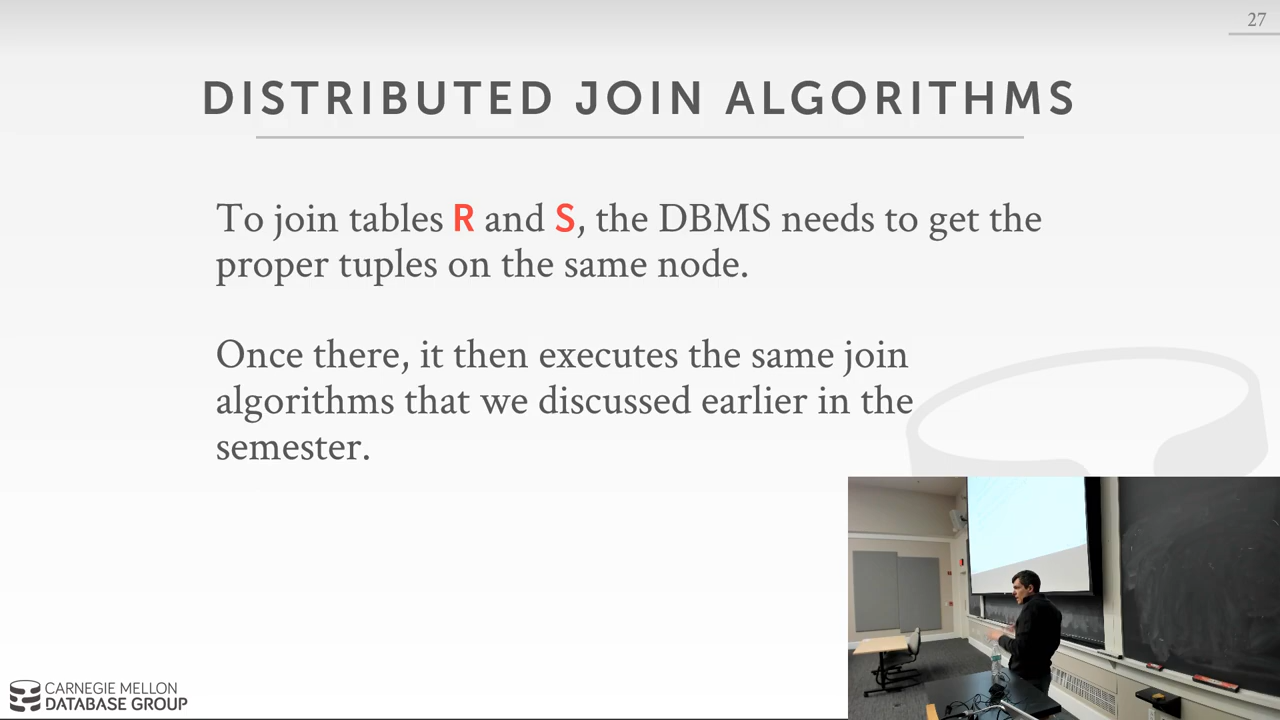 27
DISTRIBUTED JOIN ALGORITHMS
To join tables R and S, the DBMS needs to get the
proper tuples on the same node.
Once there, it then executes the same join
algorithms that we discussed earlier in the
semester.
CARNEGIE MELLON
DATABASE GROUP